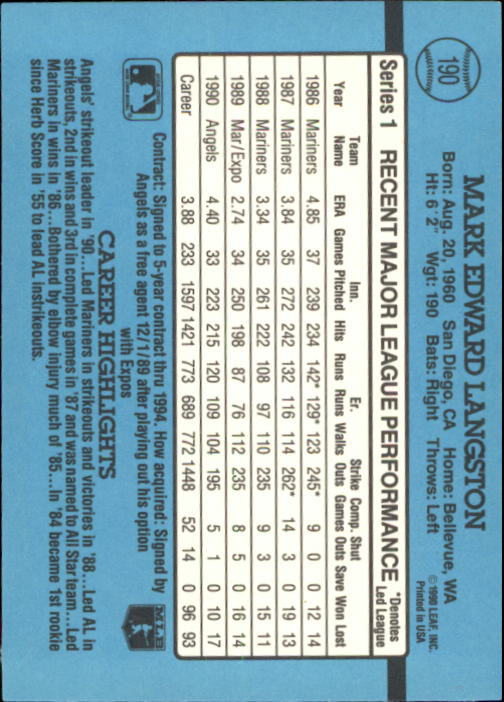 190
MARK EDWARD LANGSTON
Born: Aug. 20, 1960 San Diego, CA Home: Bellevue, WA
Ht: 6' 2" Wgt: 190 Bats: Right Throws: Left
© 1990 LEAF, INC.
Printed in USA
Series 1 RECENT MAJOR LEAGUE PERFORMANCE *Denotes Led League
Year Team Name ERA Games Inn. Pitched Hits Runs Er. Runs Walks Strike Outs Comp. Games Shut Outs Save Won Lost
1986 Mariners 4.85 37 239 234 142* 129* 123 245* 9 0 0 12 14
1987 Mariners 3.84 35 272 242 132 116 114 262* 14 3 0 19 13
1988 Mariners 3.34 35 261 222 108 97 110 235 9 3 0 15 11
1989 Mar/Expo 2.74 34 250 198 87 76 112 235 8 5 0 16 14
1990 Angels 4.40 33 223 215 120 109 104 195 5 1 0 10 17
Career 3.88 233 1597 1421 773 689 772 1448 52 14 0 96 93
Contract: Signed to 5-year contract thru 1994. How acquired: Signed by
Angels as a free agent 12/1/89 after playing out his option
with Expos
MLB
CAREER HIGHLIGHTS
Angels' strikeout leader in '90...Led Mariners in strikeouts and victories in '88...Led AL in
strikeouts, 2nd in wins and 3rd in complete games in '87 and was named to All Star team...Led
Mariners in wins in '86...Bothered by elbow injury much of '85...In '84 became 1st rookie
since Herb Score in '55 to lead AL instrikeouts.